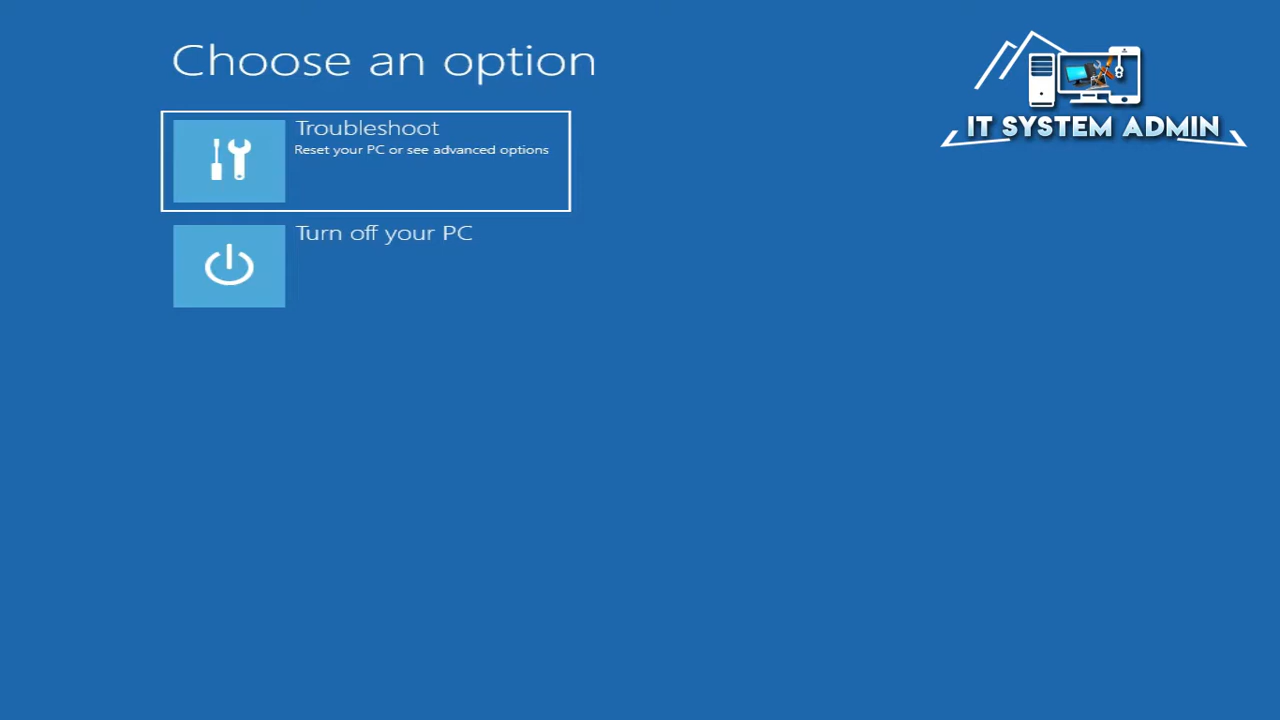 Choose an option
IT SYSTEM ADMIN
Troubleshoot
Reset your PC or see advanced options
Turn off your PC